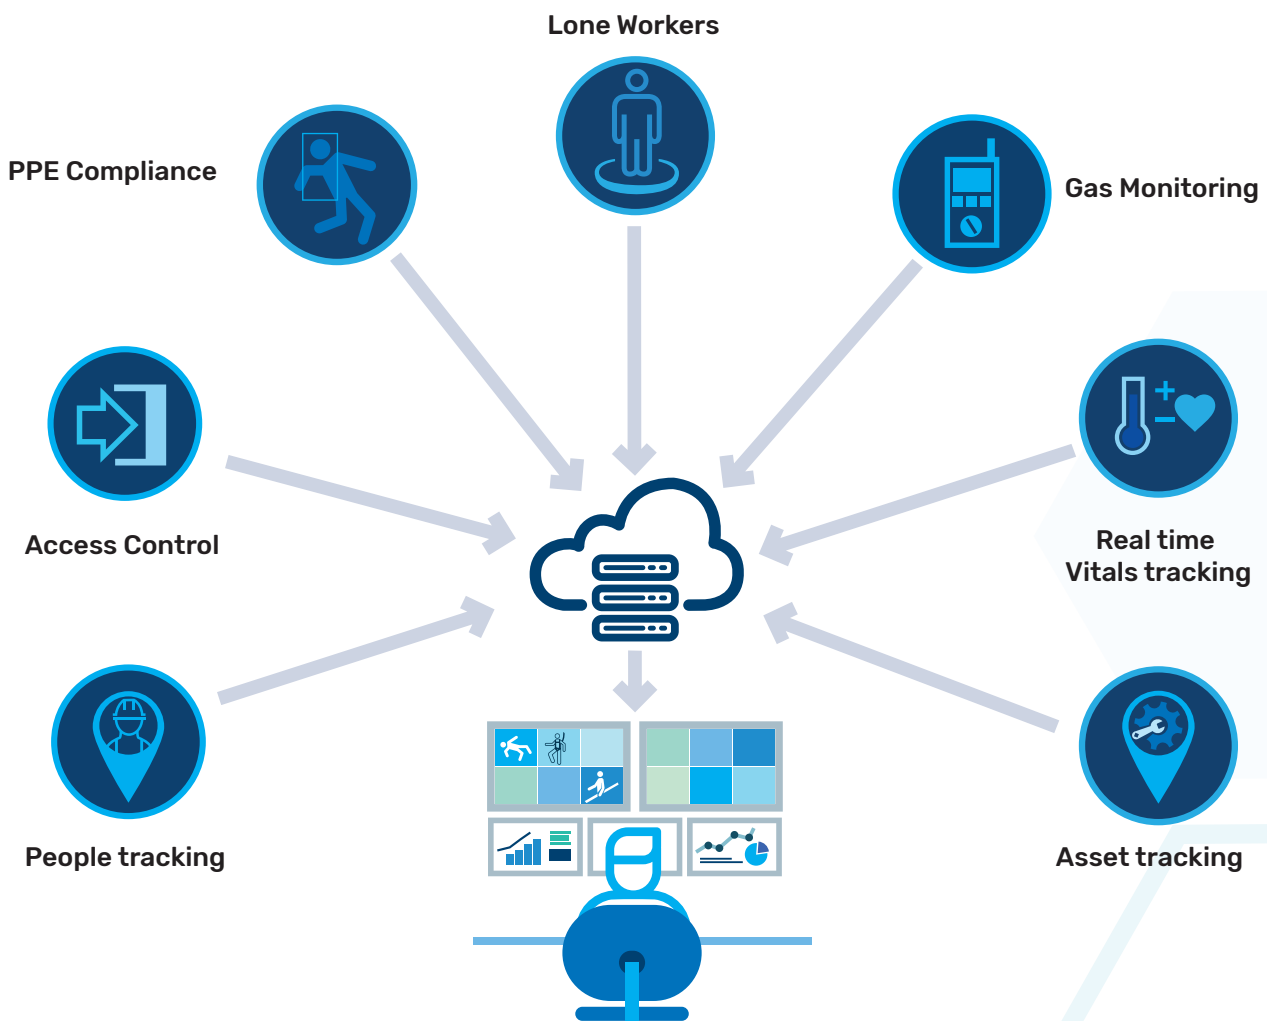 Lone Workers
PPE Compliance
Gas Monitoring
Access Control
Real time
Vitals tracking
People tracking
Asset tracking